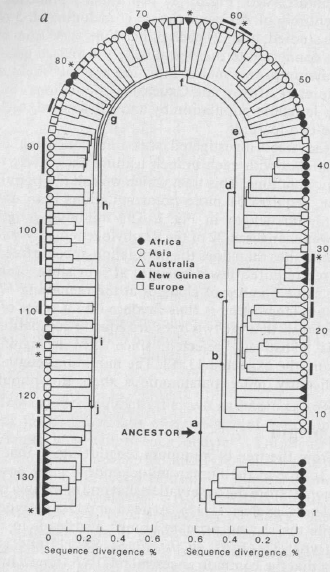 a
70
60
*
*
*
80
50
f
g
e
90
40
d
h
Africa
Asia
Australia
New Guinea
Europe
30
*
100
c
20
110
i
*
*
b
120
10
j
a
ANCESTOR
130
*
1
0 0.2 0.4 0.6
0.6 0.4 0.2 0
Sequence divergence %
Sequence divergence %